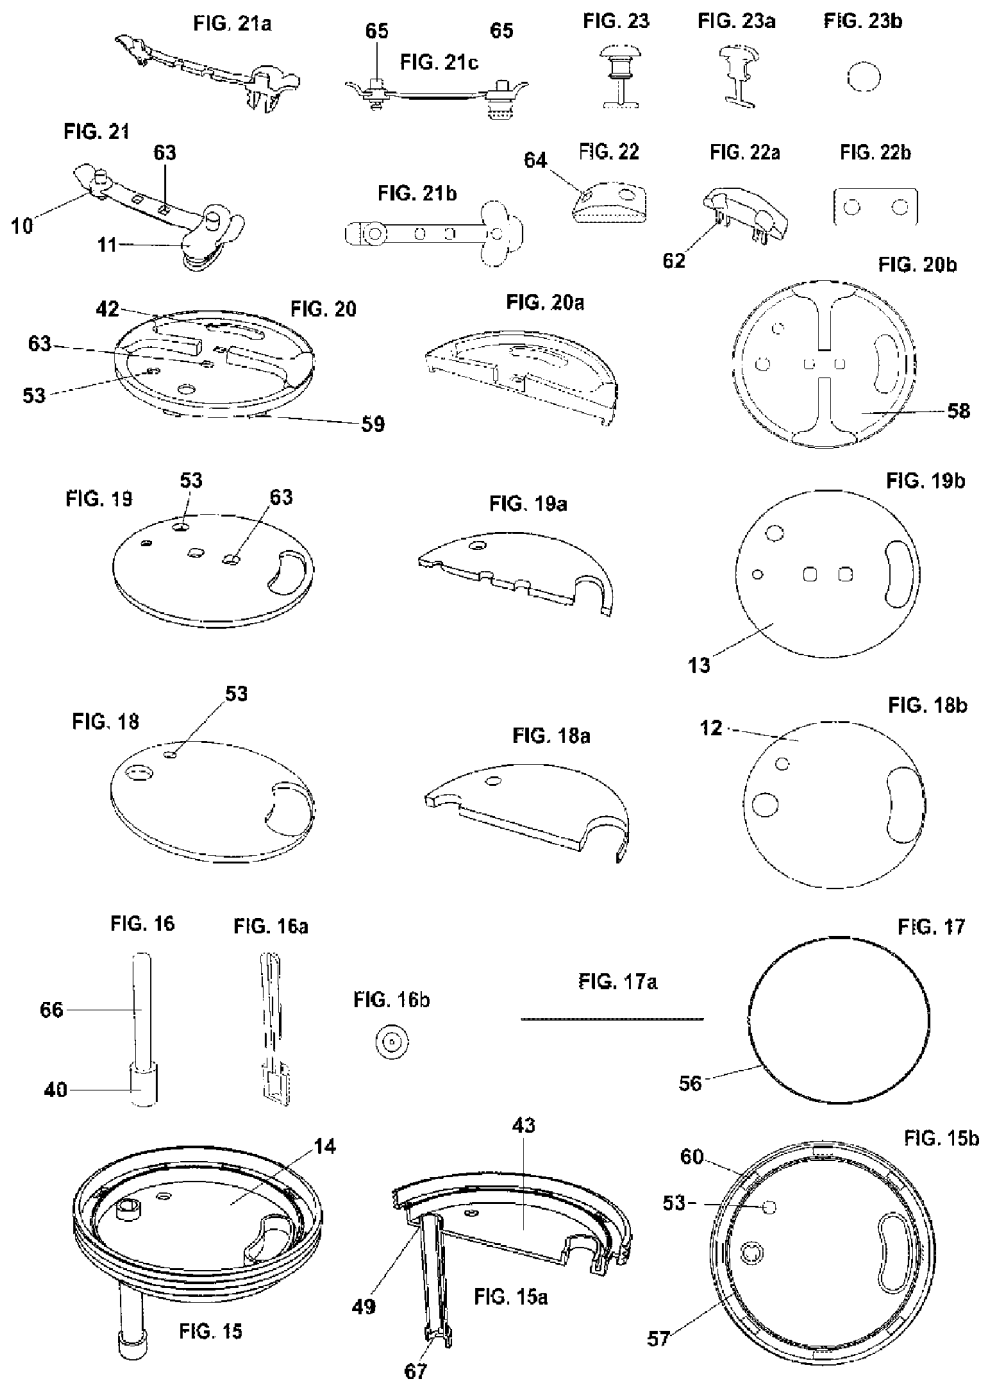 FIG. 21a
65
65
FIG. 21c
FIG. 23
FIG. 23a
FIG. 23b
FIG. 21
63
10
11
FIG. 21b
64
FIG. 22
FIG. 22a
FIG. 22b
62
42
FIG. 20
FIG. 20a
FIG. 20b
63
53
59
58
FIG. 19
53
63
FIG. 19a
FIG. 19b
13
FIG. 18
53
FIG. 18a
FIG. 18b
12
FIG. 16
FIG. 16a
66
40
FIG. 16b
FIG. 17a
FIG. 17
56
14
FIG. 15
43
49
FIG. 15a
67
FIG. 15b
60
53
57